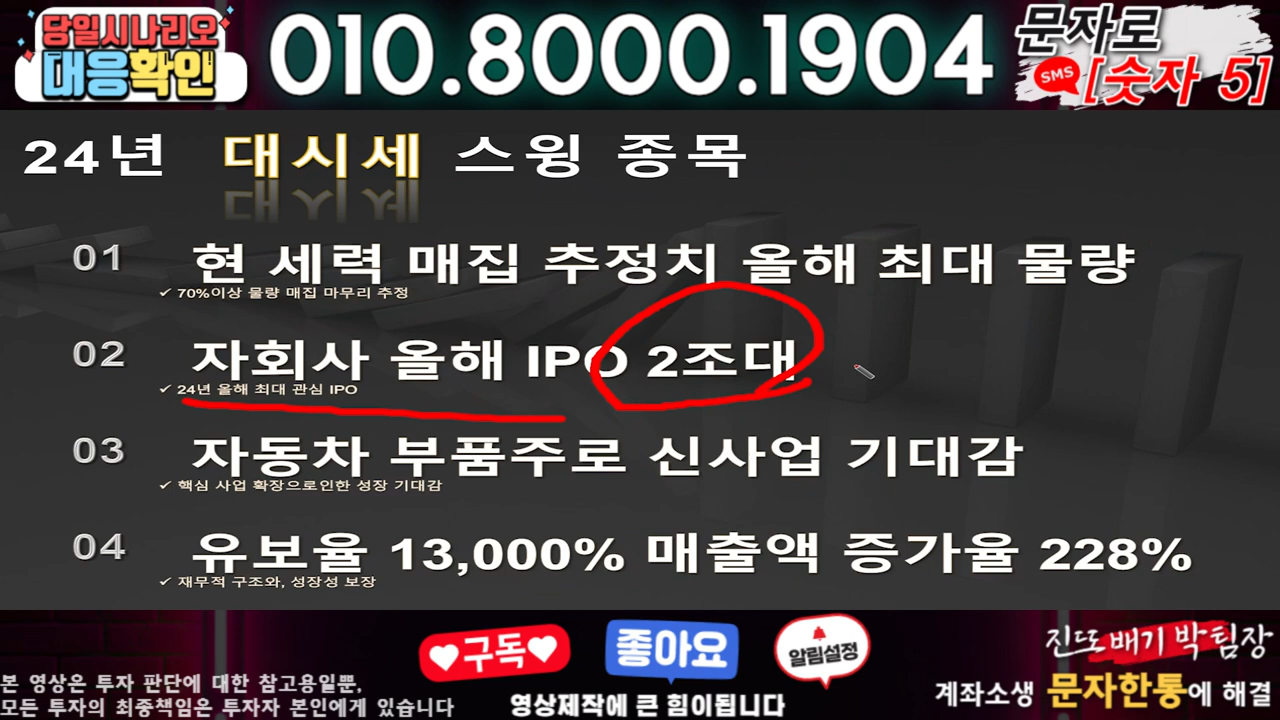 당일시나리오
대응확인
010.8000.1904
문자로
SMS
[숫자 5]
24년 대시세 스윙 종목
01 현 세력 매집 추정치 올해 최대 물량
✓ 70%이상 물량 매집 마무리 추정
02 자회사 올해 IPO 2조대
✓ 24년 올해 최대 관심 IPO
03 자동차 부품주로 신사업 기대감
✓ 핵심 사업 확장으로인한 성장 기대감
04 유보율 13,000% 매출액 증가율 228%
✓ 재무적 구조와, 성장성 보장
구독
좋아요
알림설정
영상제작에 큰 힘이됩니다
본 영상은 투자 판단에 대한 참고용일뿐,
모든 투자의 최종책임은 투자자 본인에게 있습니다
진또배기 박팀장
계좌소생 문자한통에 해결